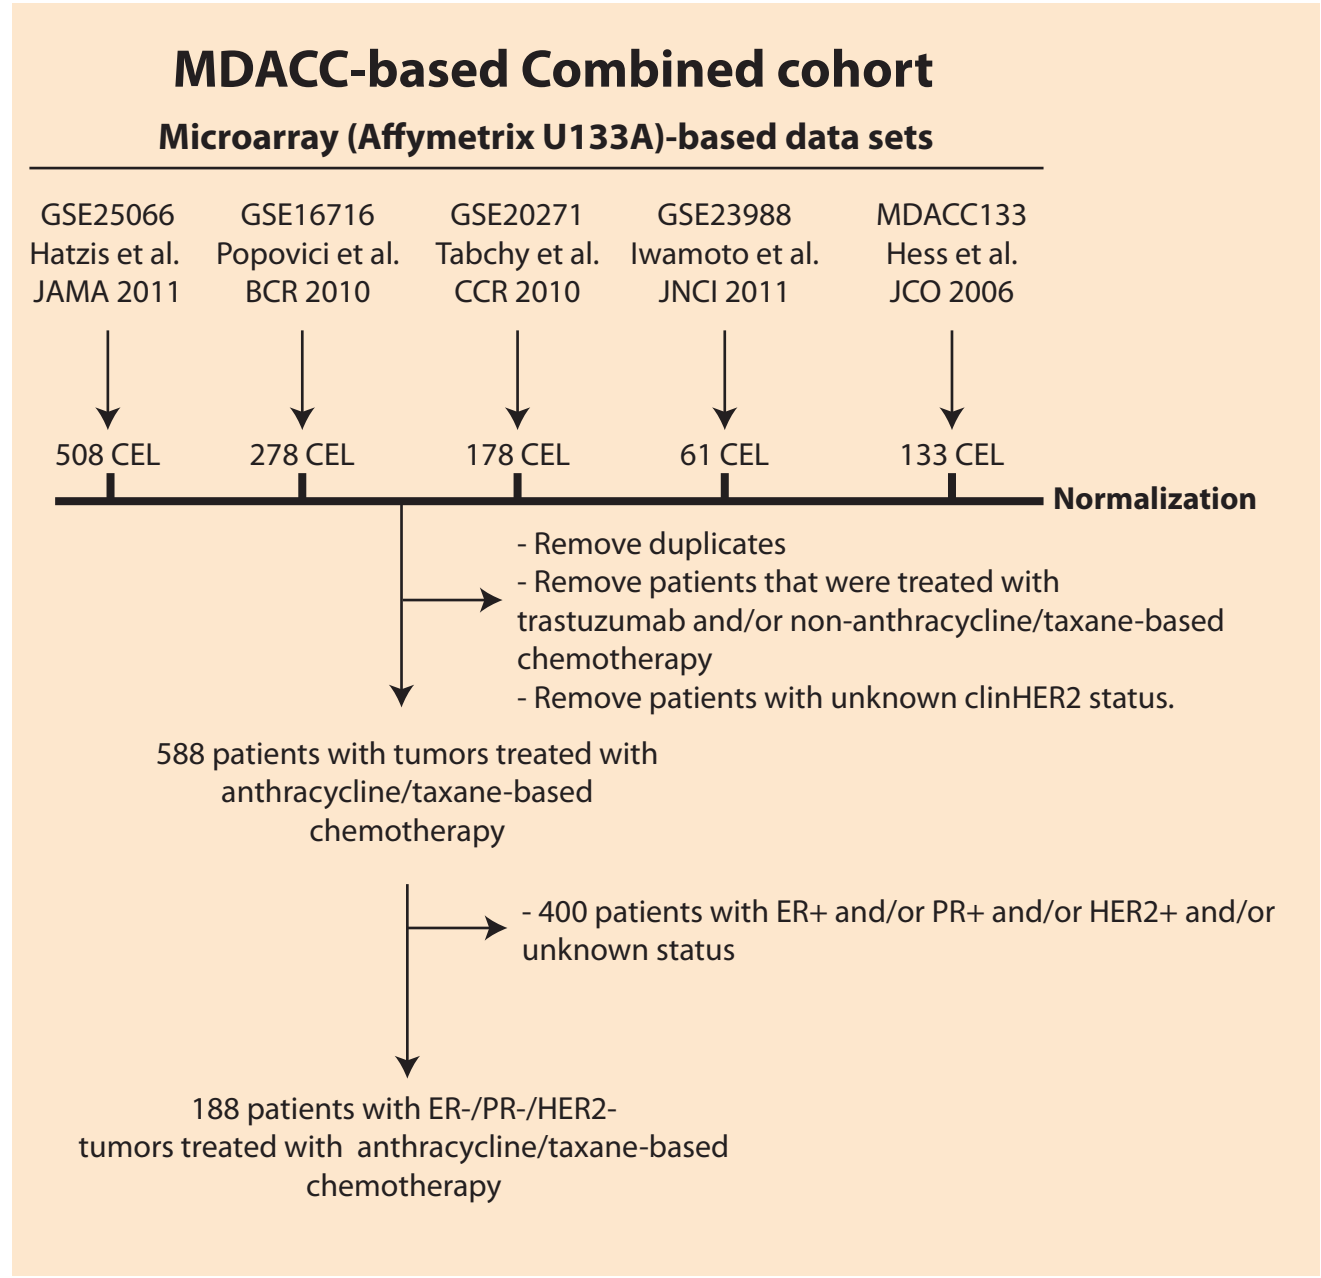 MDACC-based Combined cohort
Microarray (Affymetrix U133A)-based data sets
GSE25066
Hatzis et al.
JAMA 2011
GSE16716
Popovici et al.
BCR 2010
GSE20271
Tabchy et al.
CCR 2010
GSE23988
Iwamoto et al.
JNCI 2011
MDACC133
Hess et al.
JCO 2006
508 CEL
278 CEL
178 CEL
61 CEL
133 CEL
Normalization
- Remove duplicates
- Remove patients that were treated with
trastuzumab and/or non-anthracycline/taxane-based
chemotherapy
- Remove patients with unknown clinHER2 status.
588 patients with tumors treated with
anthracycline/taxane-based
chemotherapy
- 400 patients with ER+ and/or PR+ and/or HER2+ and/or
unknown status
188 patients with ER-/PR-/HER2-
tumors treated with anthracycline/taxane-based
chemotherapy